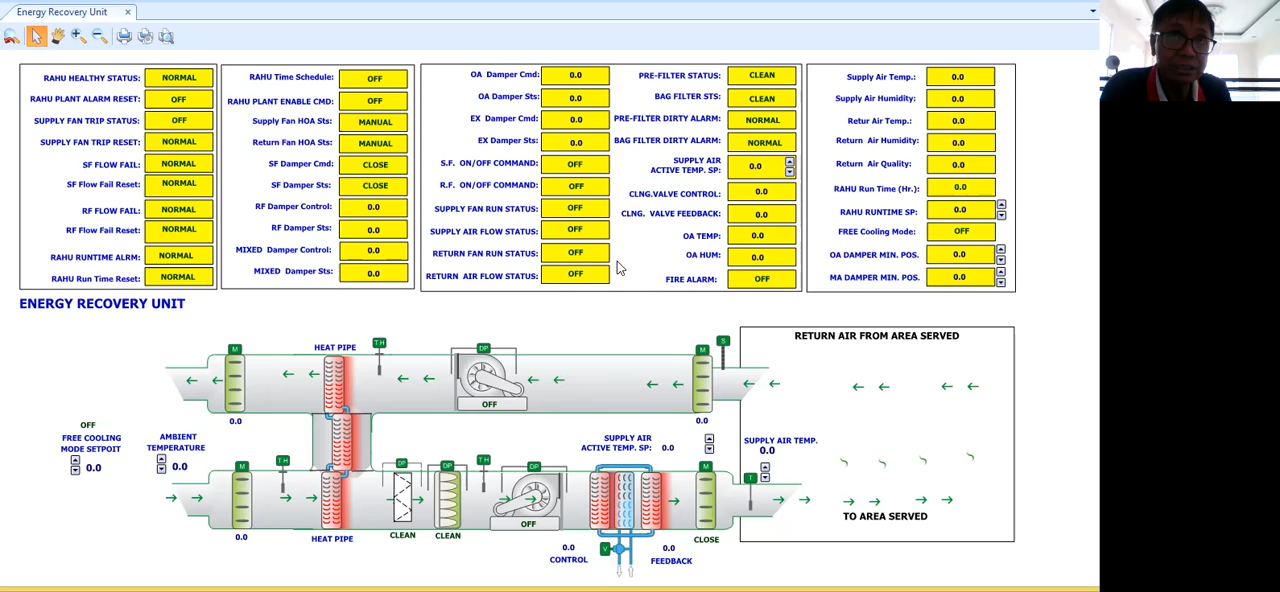 Energy Recovery Unit ×
RAHU HEALTHY STATUS: NORMAL
RAHU PLANT ALARM RESET: OFF
SUPPLY FAN TRIP STATUS: OFF
SUPPLY FAN TRIP RESET: NORMAL
SF FLOW FAIL: NORMAL
SF Flow Fail Reset: NORMAL
RF FLOW FAIL: NORMAL
RF Flow Fail Reset: NORMAL
RAHU RUNTIME ALRM: NORMAL
RAHU Run Time Reset: NORMAL
RAHU Time Schedule: OFF
RAHU PLANT ENABLE CMD: OFF
Supply Fan HOA Sts: MANUAL
Return Fan HOA Sts: MANUAL
SF Damper Cmd: CLOSE
SF Damper Sts: CLOSE
RF Damper Control: 0.0
RF Damper Sts: 0.0
MIXED Damper Control: 0.0
MIXED Damper Sts: 0.0
OA Damper Cmd: 0.0
OA Damper Sts: 0.0
EX Damper Cmd: 0.0
EX Damper Sts: 0.0
S.F. ON/OFF COMMAND: OFF
R.F. ON/OFF COMMAND: OFF
SUPPLY FAN RUN STATUS: OFF
SUPPLY AIR FLOW STATUS: OFF
RETURN FAN RUN STATUS: OFF
RETURN AIR FLOW STATUS: OFF
PRE-FILTER STATUS: CLEAN
BAG FILTER STS: CLEAN
PRE-FILTER DIRTY ALARM: NORMAL
BAG FILTER DIRTY ALARM: NORMAL
SUPPLY AIR
ACTIVE TEMP. SP: 0.0
CLNG.VALVE CONTROL: 0.0
CLNG. VALVE FEEDBACK: 0.0
OA TEMP: 0.0
OA HUM: 0.0
FIRE ALARM: OFF
Supply Air Temp.: 0.0
Supply Air Humidity: 0.0
Retur Air Temp.: 0.0
Return Air Humidity: 0.0
Return Air Quality: 0.0
RAHU Run Time (Hr.): 0.0
RAHU RUNTIME SP: 0.0
FREE Cooling Mode: OFF
OA DAMPER MIN. POS. 0.0
MA DAMPER MIN. POS. 0.0
ENERGY RECOVERY UNIT
RETURN AIR FROM AREA SERVED
M HEAT PIPE T H DP M S
OFF
0.0 0.0
OFF
FREE COOLING
MODE SETPOIT 0.0
AMBIENT
TEMPERATURE
0.0
SUPPLY AIR
ACTIVE TEMP. SP: 0.0
SUPPLY AIR TEMP.
0.0
M T H DP DP T H DP M T
OFF
TO AREA SERVED
0.0 HEAT PIPE CLEAN CLEAN CLOSE
0.0 V 0.0
CONTROL FEEDBACK